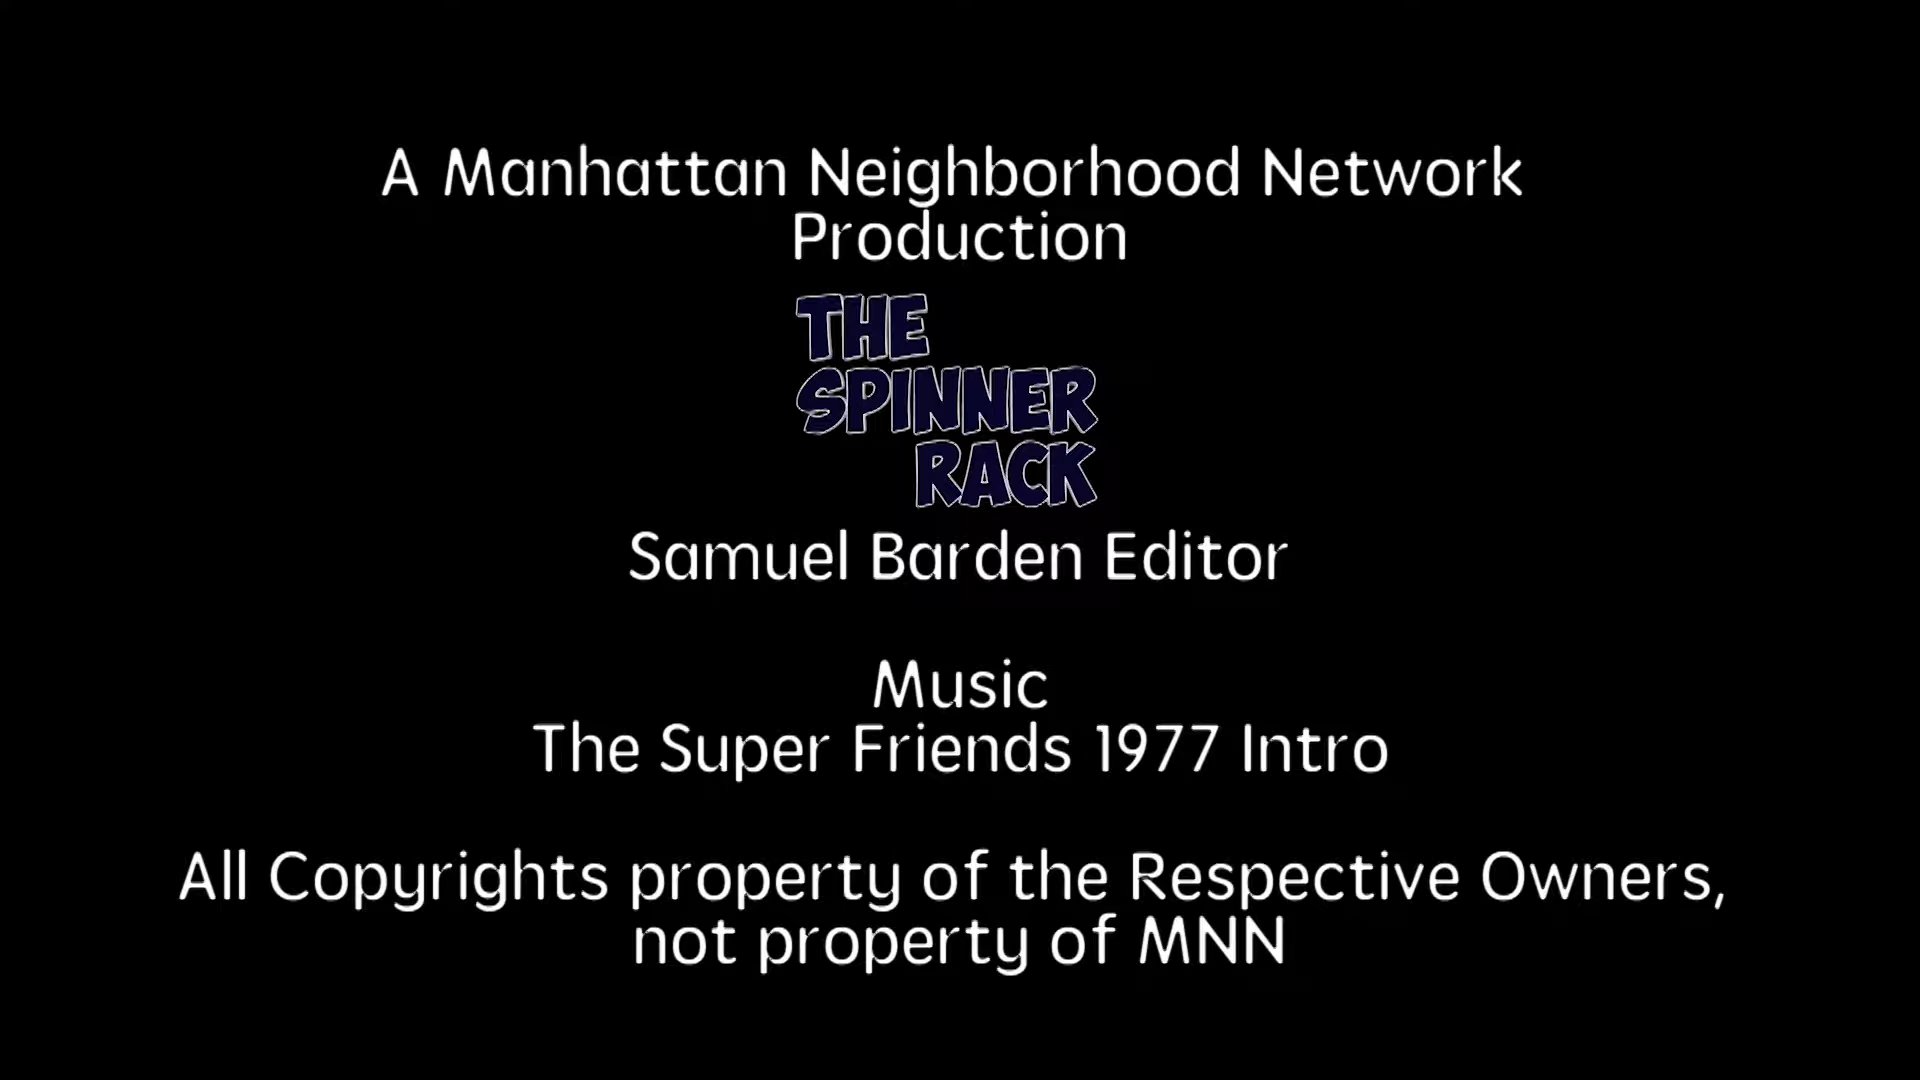 A Manhattan Neighborhood Network
Production
THE
SPINNER
RACK
Samuel Barden Editor
Music
The Super Friends 1977 Intro
All Copyrights property of the Respective Owners,
not property of MNN